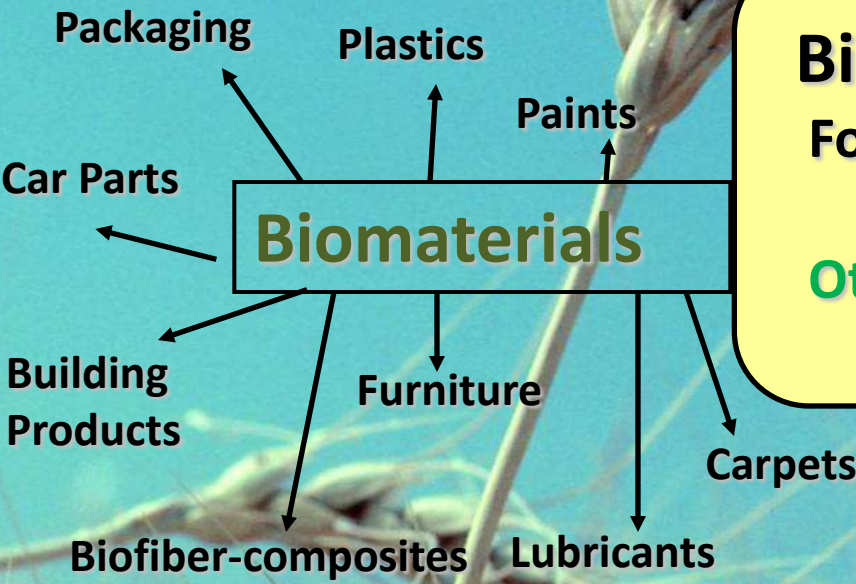 Packaging
Plastics
Paints
Car Parts
Biomaterials
Building
Products
Furniture
Carpets
Biofiber-composites
Lubricants